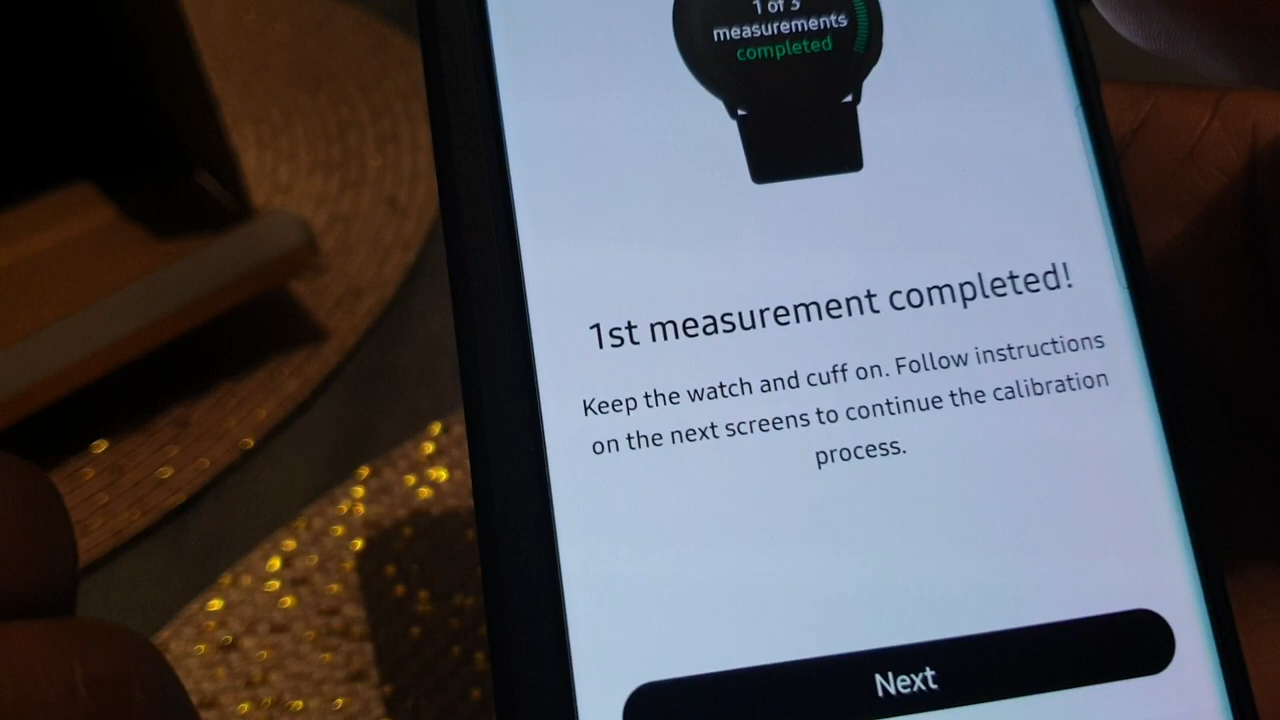 1 of 3
measurements
completed
1st measurement completed!
Keep the watch and cuff on. Follow instructions
on the next screens to continue the calibration
process.
Next